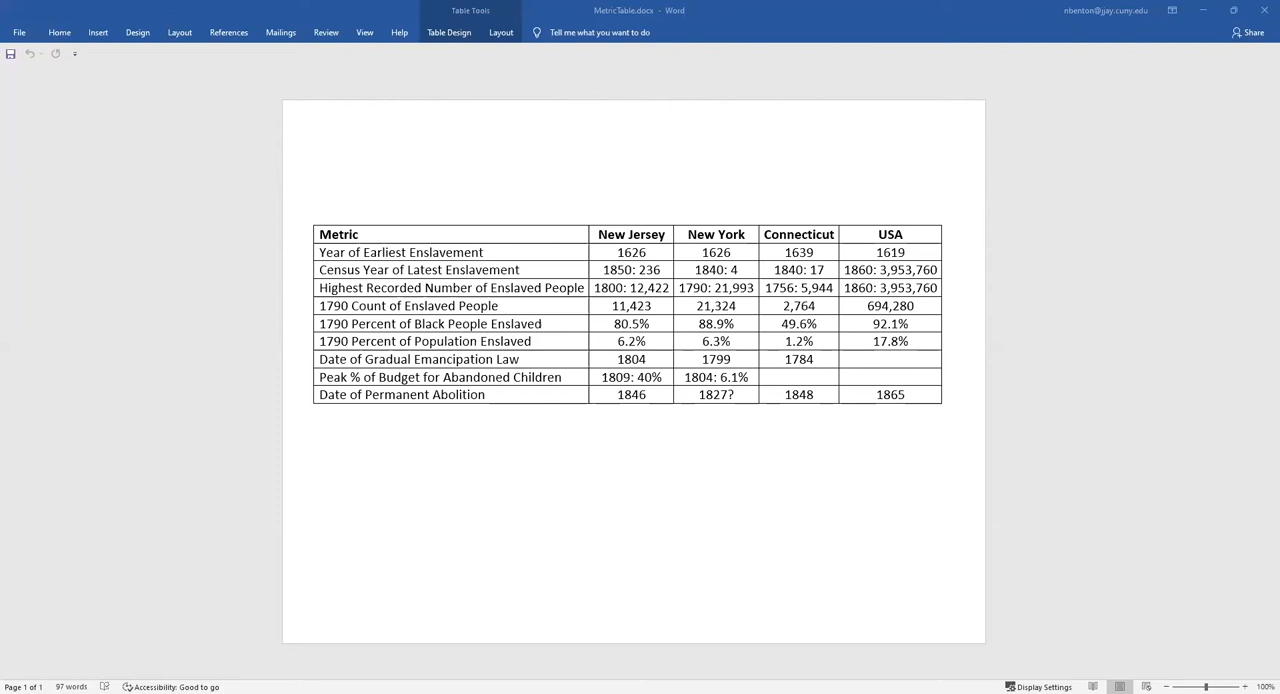 Table Tools
MetricTable.docx - Word
nbenton@jjay.cuny.edu
File Home Insert Design Layout References Mailings Review View Help Table Design Layout Tell me what you want to do Share
Metric New Jersey New York Connecticut USA
Year of Earliest Enslavement 1626 1626 1639 1619
Census Year of Latest Enslavement 1850: 236 1840: 4 1840: 17 1860: 3,953,760
Highest Recorded Number of Enslaved People 1800: 12,422 1790: 21,993 1756: 5,944 1860: 3,953,760
1790 Count of Enslaved People 11,423 21,324 2,764 694,280
1790 Percent of Black People Enslaved 80.5% 88.9% 49.6% 92.1%
1790 Percent of Population Enslaved 6.2% 6.3% 1.2% 17.8%
Date of Gradual Emancipation Law 1804 1799 1784
Peak % of Budget for Abandoned Children 1809: 40% 1804: 6.1%
Date of Permanent Abolition 1846 1827? 1848 1865
Page 1 of 1 97 words Accessibility: Good to go Display Settings 100%